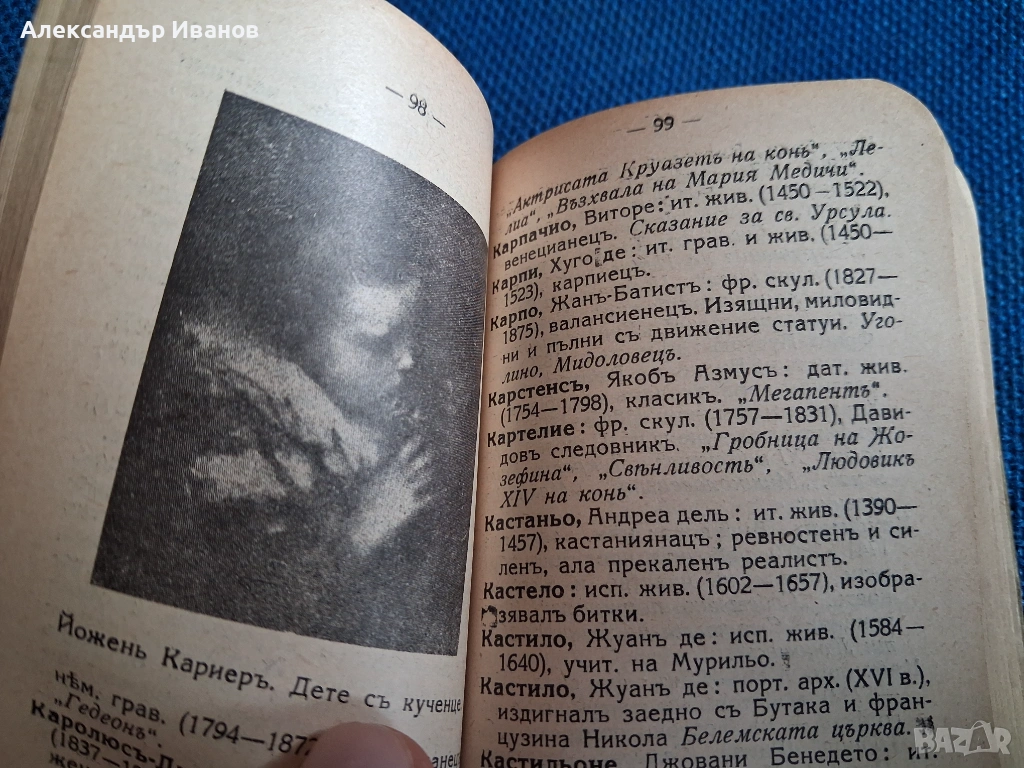 Александър Иванов
— 98 —
Йожень Кариеръ. Дете съ кученце
нѣм. грав. (1794—187
„Гедеонъ“.
(1837—
— 99 —
„Актрисата Круазетъ на конь“, „Ле-
лиа“, „Възхвала на Мария Медичи“.
Карпачио, Виторе: ит. жив. (1450—1522),
венецианецъ. Сказание за св. Урсула.
Карпи, Хуго де: ит. грав. и жив. (1450—
1523), карпиецъ.
Карпо, Жанъ-Батистъ: фр. скул. (1827—
1875), валансиенецъ. Изящни, миловид-
ни и пълни съ движение статуи. Уго-
лино, Мидоловецъ.
Карстенсъ, Якобъ Азмусъ: дат. жив.
(1754—1798), класикъ. „Мегапентъ“.
Картелие: фр. скул. (1757—1831), Дави-
довъ следовникъ. „Гробница на Жо-
зефина“, „Свѣнливость“, „Людовикъ
XIV на конь“.
Кастаньо, Андреа дель: ит. жив. (1390—
1457), кастаниянацъ; ревностенъ и си-
ленъ, ала прекаленъ реалистъ.
Кастело: исп. жив. (1602—1657), изобра-
зявалъ битки.
Кастило, Жуанъ де: исп. жив. (1584—
1640), учит. на Мурильо.
Кастило, Жуанъ де: порт. арх. (XVI в.),
издигналъ заедно съ Бутака и фран-
цузина Никола Белемската църква.
Кастильоне, Джовани Бенедето: ит.
BAZAR